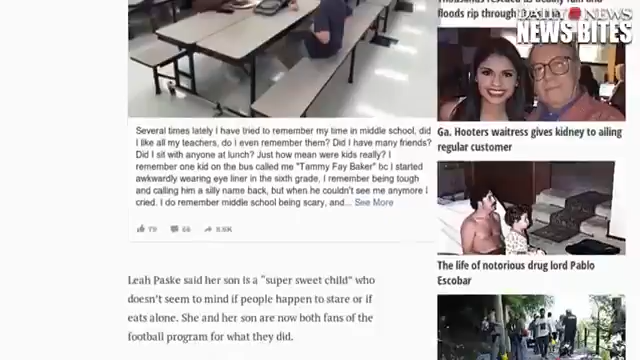 floods rip through
DAILY NEWS
NEWS BITES
Several times lately I have tried to remember my time in middle school, did
I like all my teachers, do I even remember them? Did I have many friends?
Did I sit with anyone at lunch? Just how mean were kids really? I
remember one kid on the bus called me "Tammy Fay Baker" bc I started
awkwardly wearing eye liner in the sixth grade, I remember being tough
and calling him a silly name back, but when he couldn't see me anymore I
cried. I do remember middle school being scary, and... See More
79 66 8.6K
Leah Paske said her son is a "super sweet child" who
doesn't seem to mind if people happen to stare or if
eats alone. She and her son are now both fans of the
football program for what they did.
Ga. Hooters waitress gives kidney to ailing
regular customer
The life of notorious drug lord Pablo
Escobar